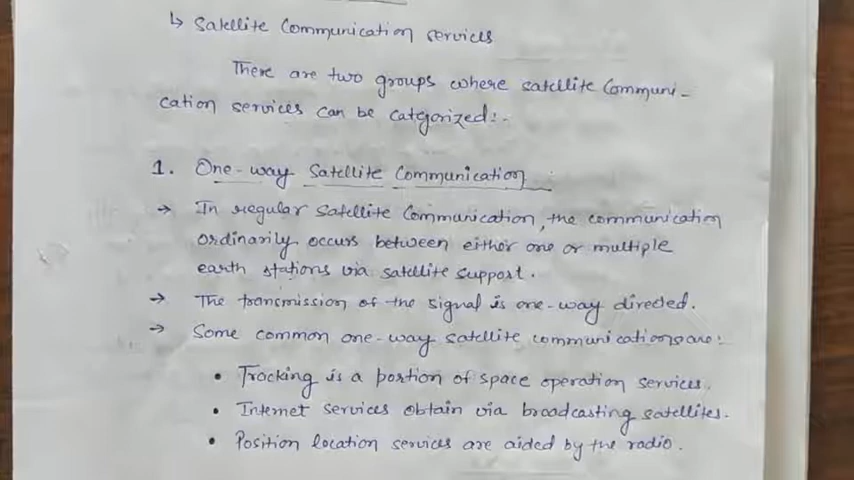 ↳ Satellite Communication services
There are two groups where satellite Communi-
cation services can be categorized:-
1. One-way Satellite Communication
→ In regular Satellite Communication, the communication
ordinarily occurs between either one or multiple
earth stations via satellite support.
→ The transmission of the signal is one-way directed.
→ Some common one-way satellite communications are:
• Tracking is a portion of space operation services.
• Internet services obtain via broadcasting satellites.
• Position location services are aided by the radio.